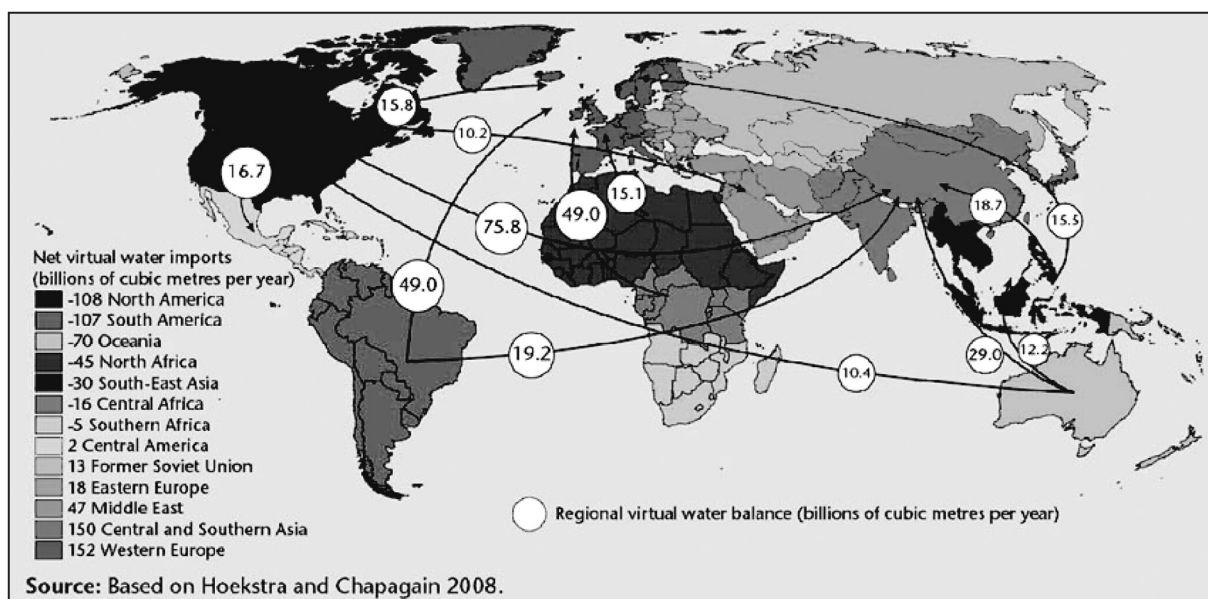 15.8
10.2
16.7
15.1
49.0
75.8
18.7
15.5
49.0
19.2
29.0
12.2
10.4
Net virtual water imports
(billions of cubic metres per year)
-108 North America
-107 South America
-70 Oceania
-45 North Africa
-30 South-East Asia
-16 Central Africa
-5 Southern Africa
2 Central America
13 Former Soviet Union
18 Eastern Europe
47 Middle East
150 Central and Southern Asia
152 Western Europe
Regional virtual water balance (billions of cubic metres per year)
Source: Based on Hoekstra and Chapagain 2008.